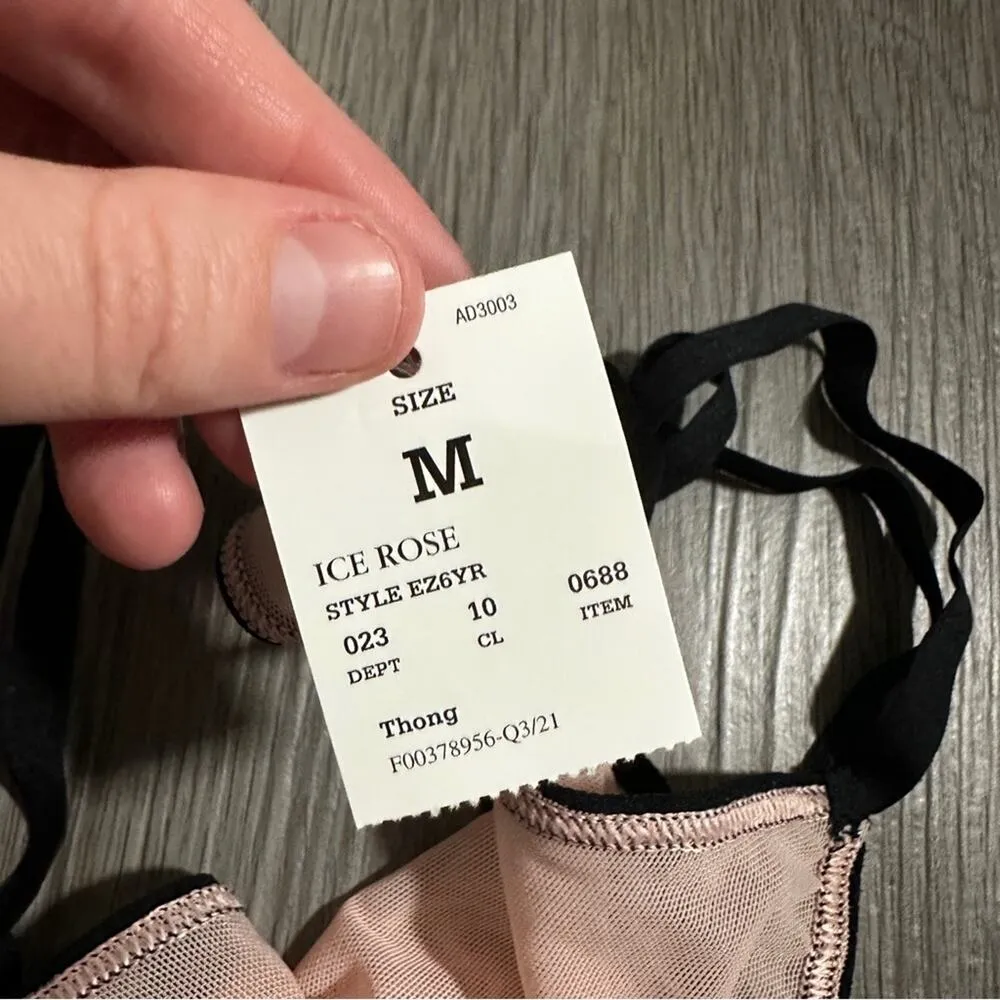 AD3003
SIZE
M
ICE ROSE
STYLE EZ6YR
023 10 0688
DEPT CL ITEM
Thong
F00378956-Q3/21